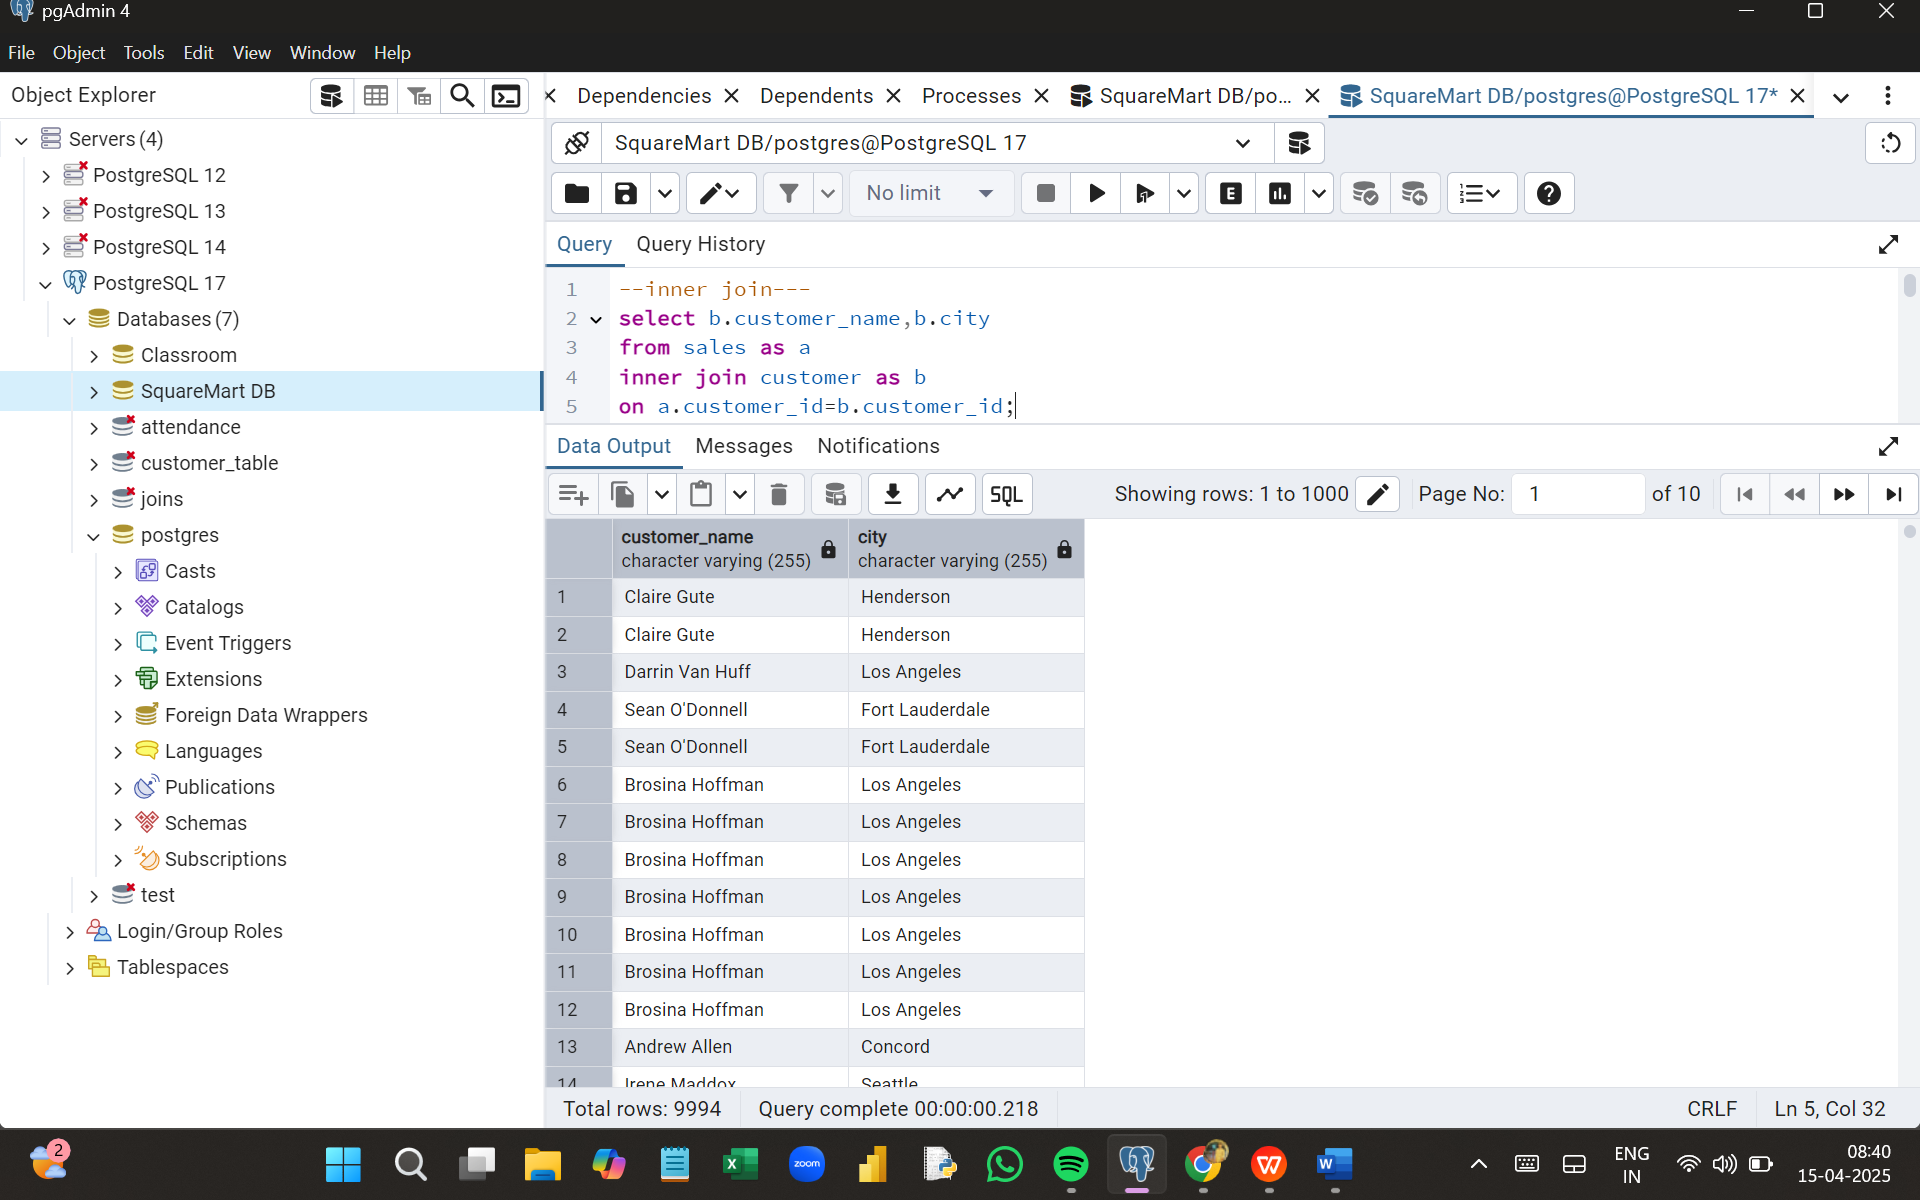 pgAdmin 4
File Object Tools Edit View Window Help
Object Explorer
Servers (4)
PostgreSQL 12
PostgreSQL 13
PostgreSQL 14
PostgreSQL 17
Databases (7)
Classroom
SquareMart DB
attendance
customer_table
joins
postgres
Casts
Catalogs
Event Triggers
Extensions
Foreign Data Wrappers
Languages
Publications
Schemas
Subscriptions
test
Login/Group Roles
Tablespaces
Dependencies Dependents Processes SquareMart DB/po... SquareMart DB/postgres@PostgreSQL 17*
SquareMart DB/postgres@PostgreSQL 17
No limit E
Query Query History
1 --inner join---
2 select b.customer_name,b.city
3 from sales as a
4 inner join customer as b
5 on a.customer_id=b.customer_id;
Data Output Messages Notifications
SQL Showing rows: 1 to 1000 Page No: 1 of 10
customer_name city
character varying (255) character varying (255)
1 Claire Gute Henderson
2 Claire Gute Henderson
3 Darrin Van Huff Los Angeles
4 Sean O'Donnell Fort Lauderdale
5 Sean O'Donnell Fort Lauderdale
6 Brosina Hoffman Los Angeles
7 Brosina Hoffman Los Angeles
8 Brosina Hoffman Los Angeles
9 Brosina Hoffman Los Angeles
10 Brosina Hoffman Los Angeles
11 Brosina Hoffman Los Angeles
12 Brosina Hoffman Los Angeles
13 Andrew Allen Concord
14 Irene Maddox Seattle
Total rows: 9994 Query complete 00:00:00.218 CRLF Ln 5, Col 32
2 zoom ENG 08:40
IN 15-04-2025